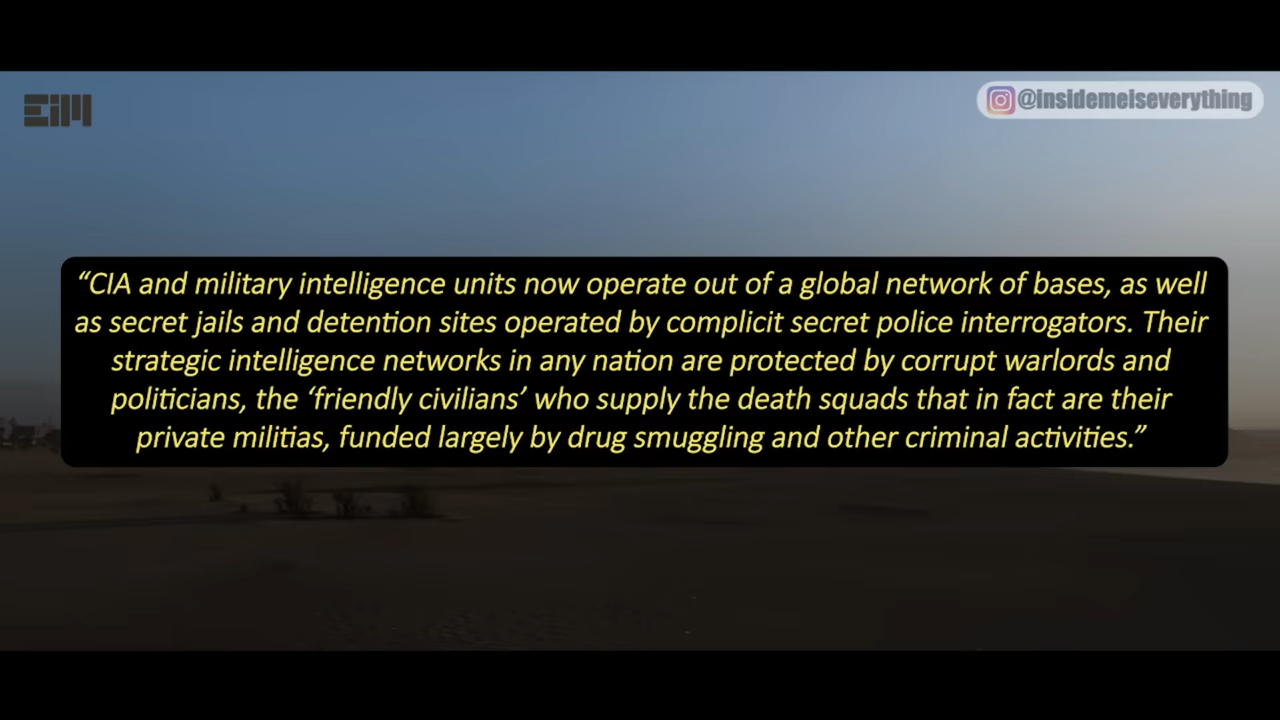 EiM
@insidemeiseverything
“CIA and military intelligence units now operate out of a global network of bases, as well
as secret jails and detention sites operated by complicit secret police interrogators. Their
strategic intelligence networks in any nation are protected by corrupt warlords and
politicians, the ‘friendly civilians’ who supply the death squads that in fact are their
private militias, funded largely by drug smuggling and other criminal activities.”